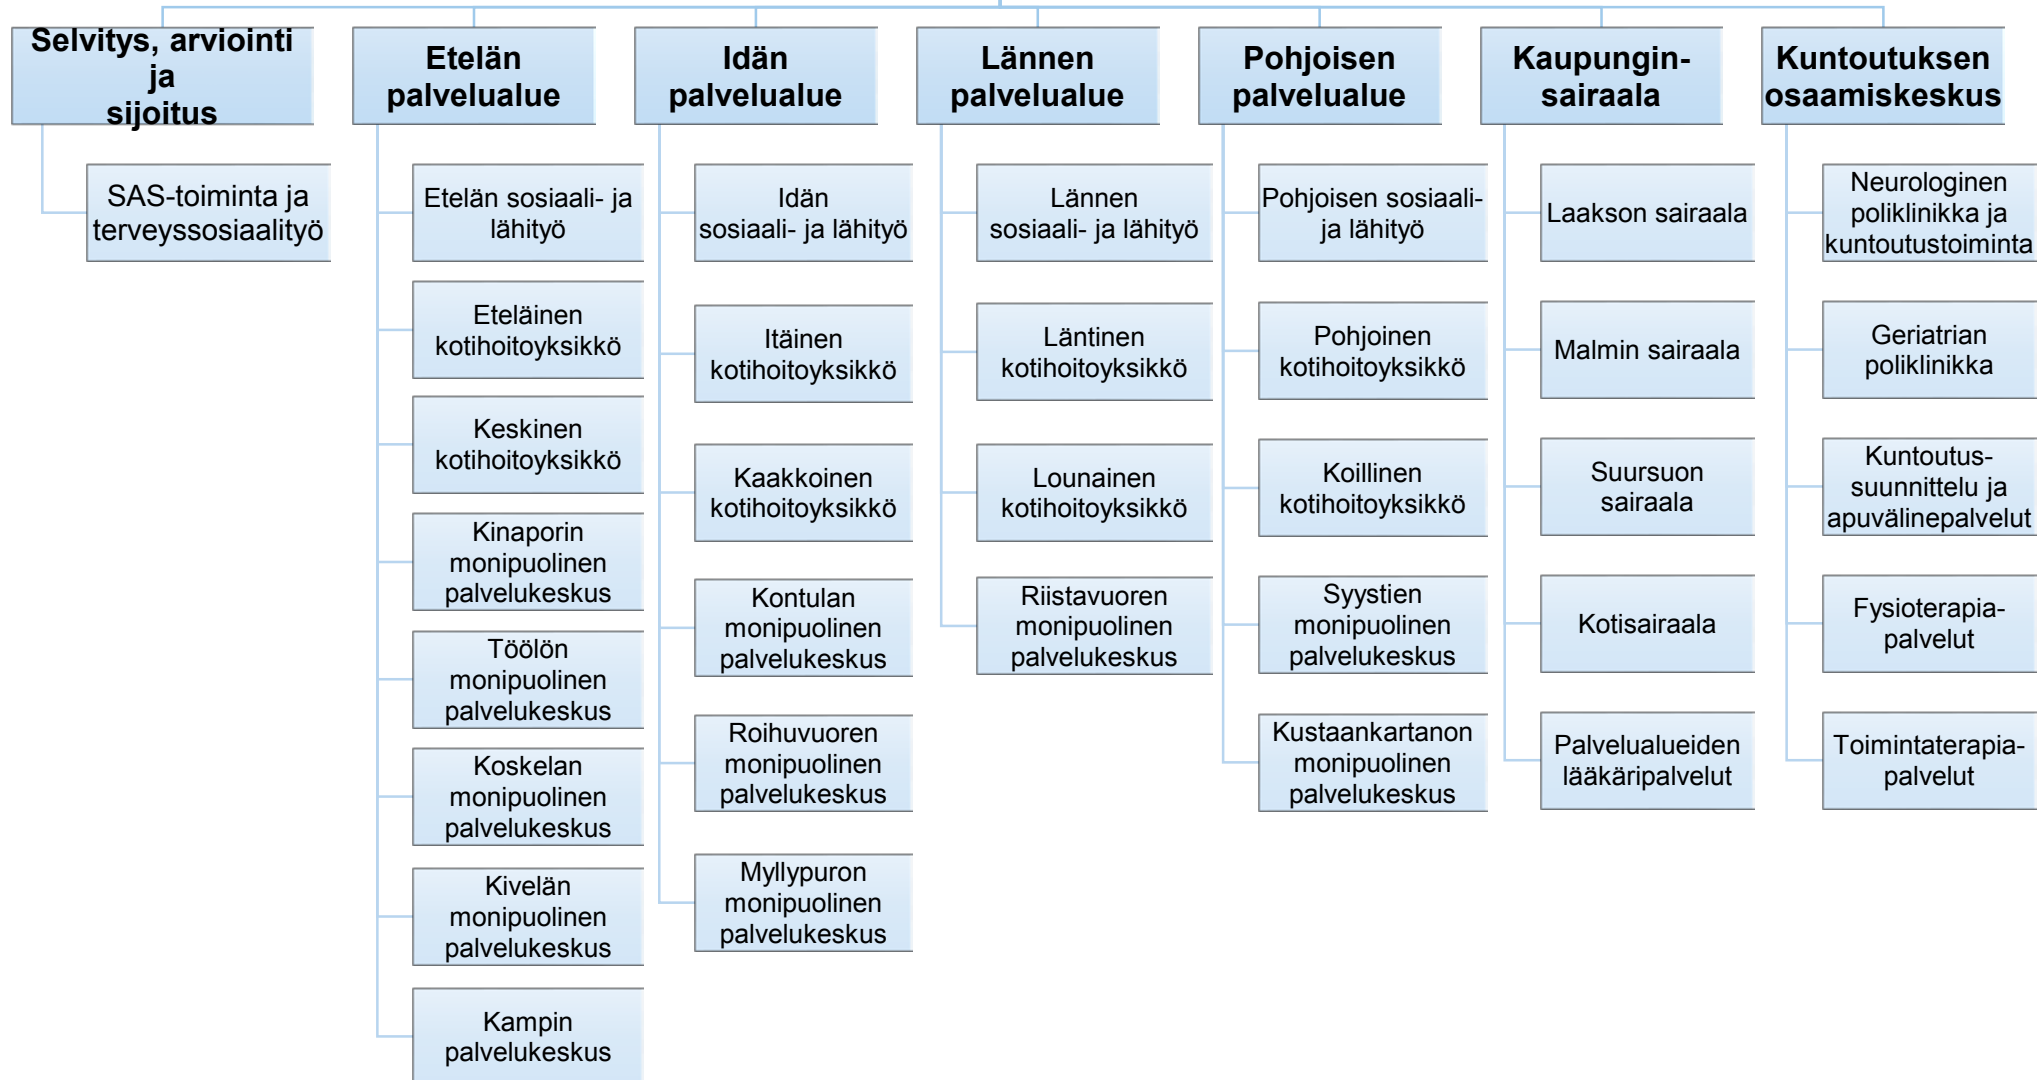 Selvitys, arviointi
ja
sijoitus
SAS-toiminta ja
terveyssosiaalityö
Etelän
palvelualue
Etelän sosiaali- ja
lähityö
Eteläinen
kotihoitoyksikkö
Keskinen
kotihoitoyksikkö
Kinaporin
monipuolinen
palvelukeskus
Töölön
monipuolinen
palvelukeskus
Koskelan
monipuolinen
palvelukeskus
Kivelän
monipuolinen
palvelukeskus
Kampin
palvelukeskus
Idän
palvelualue
Idän
sosiaali- ja lähityö
Itäinen
kotihoitoyksikkö
Kaakkoinen
kotihoitoyksikkö
Kontulan
monipuolinen
palvelukeskus
Roihuvuoren
monipuolinen
palvelukeskus
Myllypuron
monipuolinen
palvelukeskus
Lännen
palvelualue
Lännen
sosiaali- ja lähityö
Läntinen
kotihoitoyksikkö
Lounainen
kotihoitoyksikkö
Riistavuoren
monipuolinen
palvelukeskus
Pohjoisen
palvelualue
Pohjoisen sosiaali-
ja lähityö
Pohjoinen
kotihoitoyksikkö
Koillinen
kotihoitoyksikkö
Syystien
monipuolinen
palvelukeskus
Kustaankartanon
monipuolinen
palvelukeskus
Kaupungin-
sairaala
Laakson sairaala
Malmin sairaala
Suursuon
sairaala
Kotisairaala
Palvelualueiden
lääkäripalvelut
Kuntoutuksen
osaamiskeskus
Neurologinen
poliklinikka ja
kuntoutustoiminta
Geriatrian
poliklinikka
Kuntoutus-
suunnittelu ja
apuvälinepalvelut
Fysioterapia-
palvelut
Toimintaterapia-
palvelut